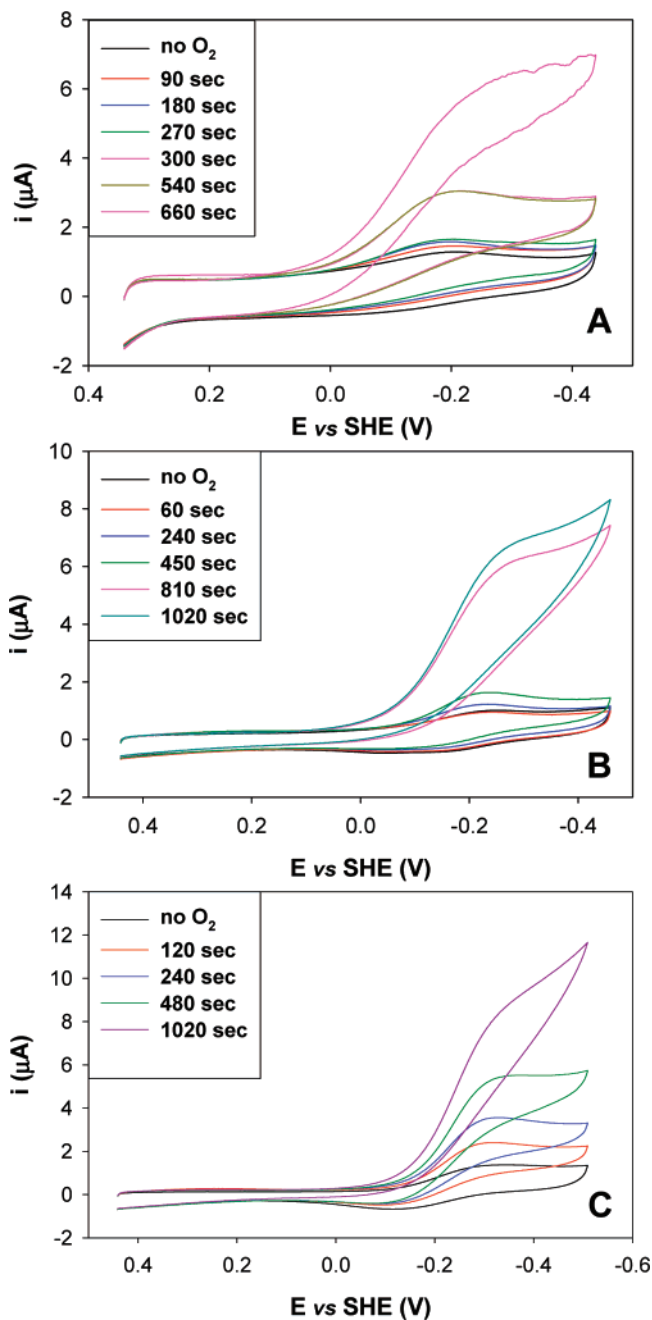 8
6
4
2
0
-2
i (μA)
no O2
90 sec
180 sec
270 sec
300 sec
540 sec
660 sec
A
0.4 0.2 0.0 -0.2 -0.4
E vs SHE (V)
10
8
6
4
2
0
-2
i (μA)
no O2
60 sec
240 sec
450 sec
810 sec
1020 sec
B
0.4 0.2 0.0 -0.2 -0.4
E vs SHE (V)
14
12
10
8
6
4
2
0
-2
i (μA)
no O2
120 sec
240 sec
480 sec
1020 sec
C
0.4 0.2 0.0 -0.2 -0.4 -0.6
E vs SHE (V)